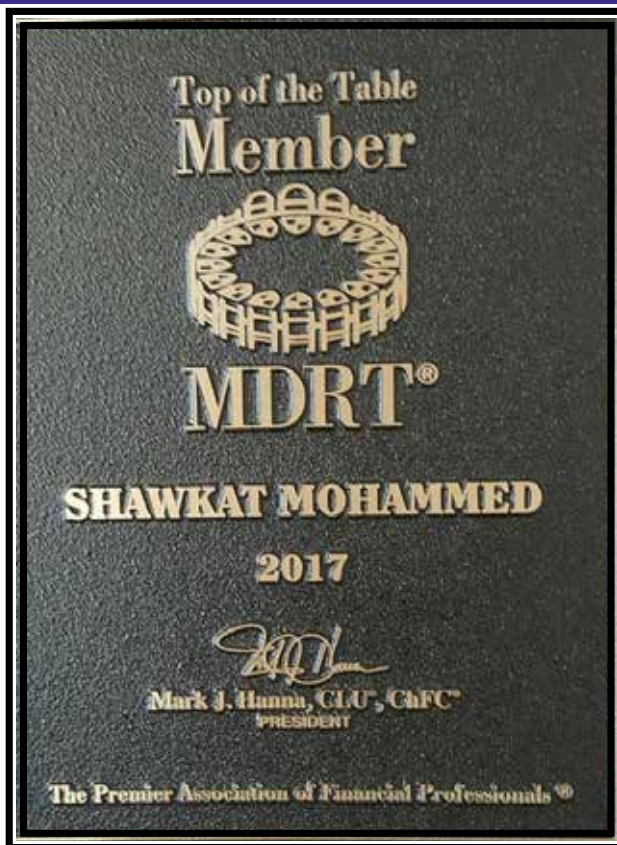 Top of the Table
Member
MDRT®
SHAWKAT MOHAMMED
2017
Mark J. Hanna, CLU®, ChFC®
PRESIDENT
The Premier Association of Financial Professionals ®